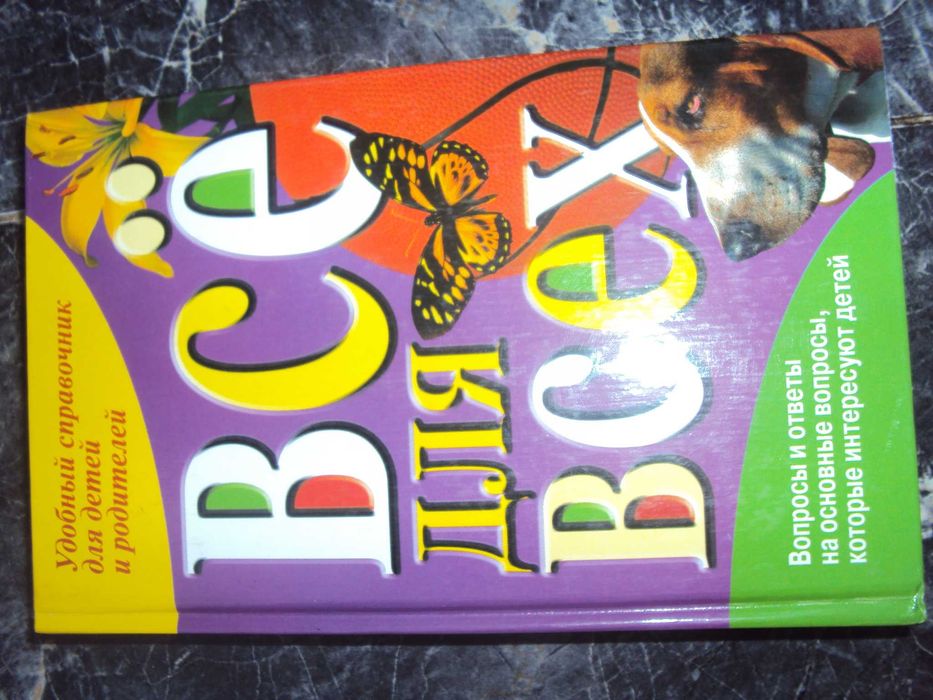 Удобный справочник
для детей
и родителей
Всё
для
Всех
Вопросы и ответы
на основные вопросы,
которые интересуют детей